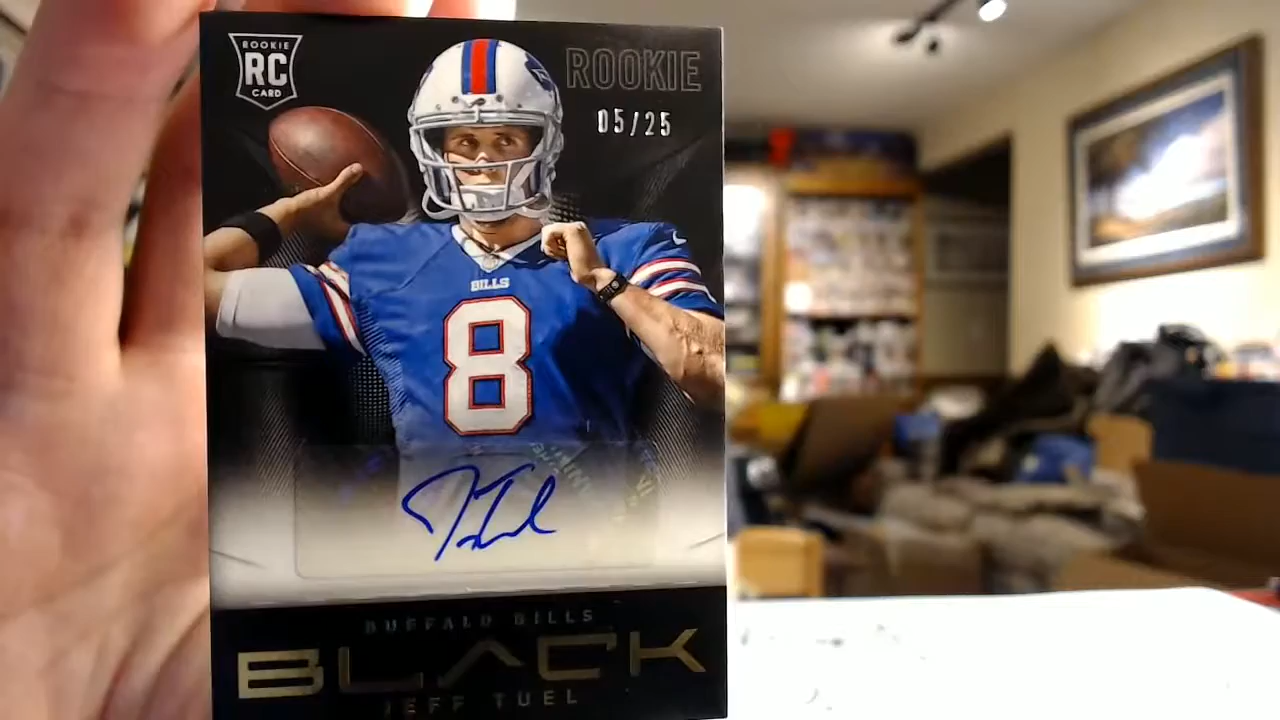 ROOKIE
RC
CARD
ROOKIE
05/25
BILLS
8
BUFFALO BILLS
BLACK
JEFF TUEL